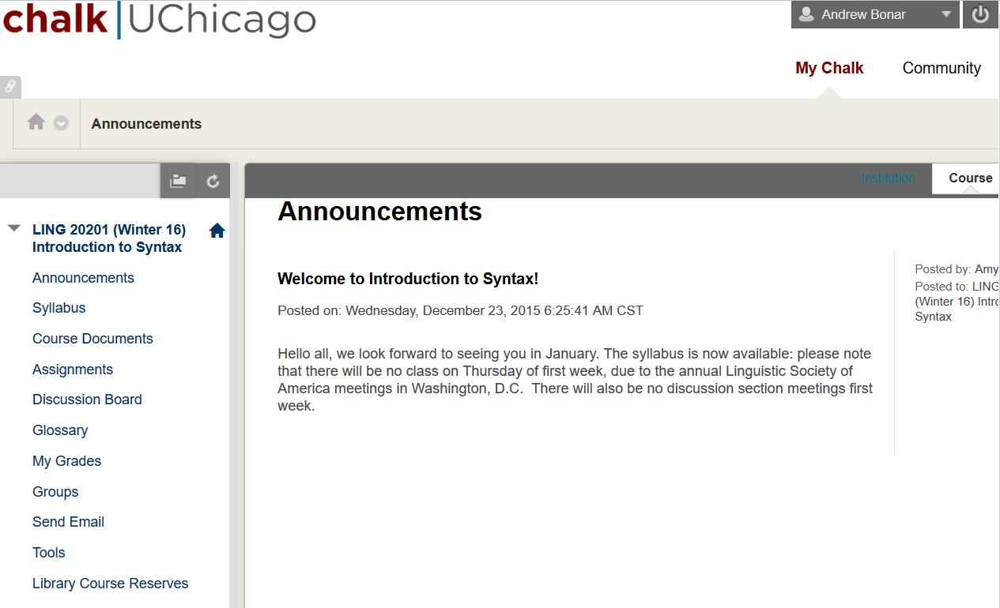 chalk UChicago
Andrew Bonar
My Chalk Community
Announcements
Institution Course
LING 20201 (Winter 16)
Introduction to Syntax
Announcements
Syllabus
Course Documents
Assignments
Discussion Board
Glossary
My Grades
Groups
Send Email
Tools
Library Course Reserves
Announcements
Welcome to Introduction to Syntax!
Posted on: Wednesday, December 23, 2015 6:25:41 AM CST
Hello all, we look forward to seeing you in January. The syllabus is now available: please note
that there will be no class on Thursday of first week, due to the annual Linguistic Society of
America meetings in Washington, D.C.  There will also be no discussion section meetings first
week.
Posted by: Amy
Posted to: LING
(Winter 16) Intro
Syntax